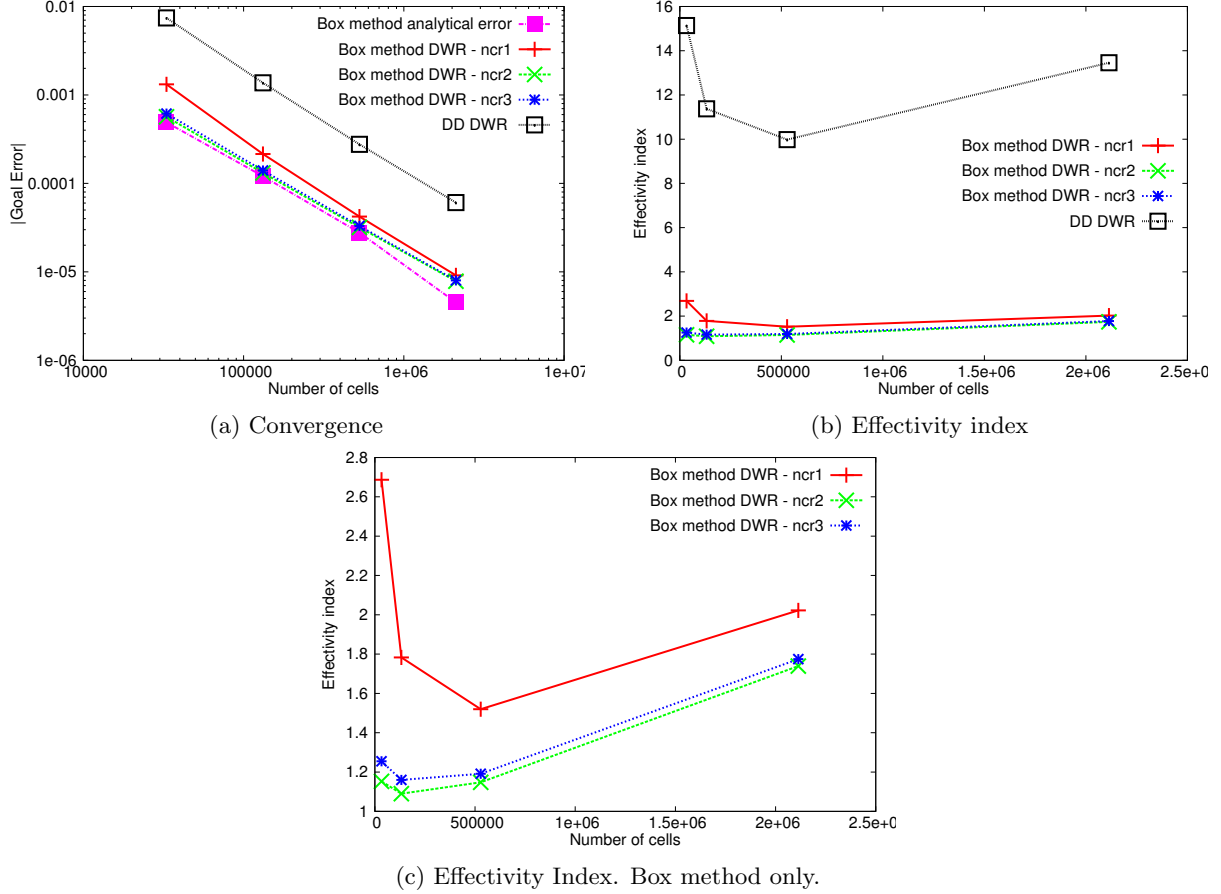 0.01
0.001
0.0001
1e-05
1e-06
|Goal Error|
Box method analytical error
Box method DWR - ncr1
Box method DWR - ncr2
Box method DWR - ncr3
DD DWR
10000 100000 1e+06 1e+07
Number of cells
(a) Convergence
16
14
12
10
8
6
4
2
0
Effectivity index
Box method DWR - ncr1
Box method DWR - ncr2
Box method DWR - ncr3
DD DWR
0 500000 1e+06 1.5e+06 2e+06 2.5e+0
Number of cells
(b) Effectivity index
2.8
2.6
2.4
2.2
2
1.8
1.6
1.4
1.2
1
Effectivity index
Box method DWR - ncr1
Box method DWR - ncr2
Box method DWR - ncr3
0 500000 1e+06 1.5e+06 2e+06 2.5e+0
Number of cells
(c) Effectivity Index. Box method only.